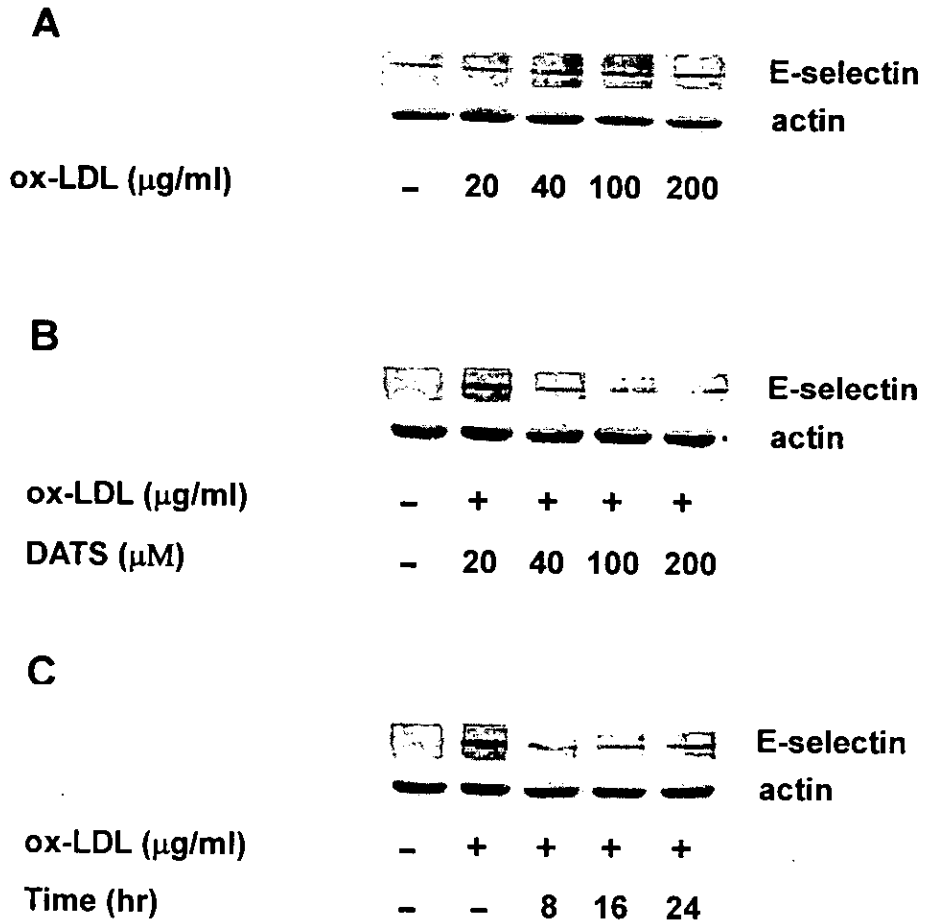 A
E-selectin
actin
ox-LDL (μg/ml) – 20 40 100 200
B
E-selectin
actin
ox-LDL (μg/ml) – + + + +
DATS (μM) – 20 40 100 200
C
E-selectin
actin
ox-LDL (μg/ml) – + + + +
Time (hr) – – 8 16 24